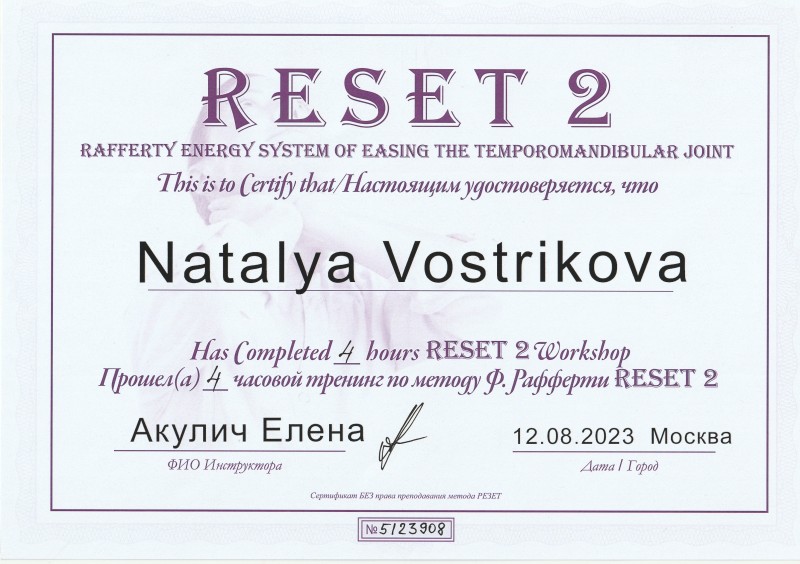 RESET 2
RAFFERTY ENERGY SYSTEM OF EASING THE TEMPOROMANDIBULAR JOINT
This is to Certify that/Настоящим удостоверяется, что
Natalya Vostrikova
Has Completed 4 hours RESET 2 Workshop
Прошел(а) 4 часовой тренинг по методу Ф. Рафферти RESET 2
Акулич Елена
12.08.2023 Москва
ФИО Инструктора
Дата / Город
Сертификат БЕЗ права преподавания метода РЕЗЕТ
№5123908